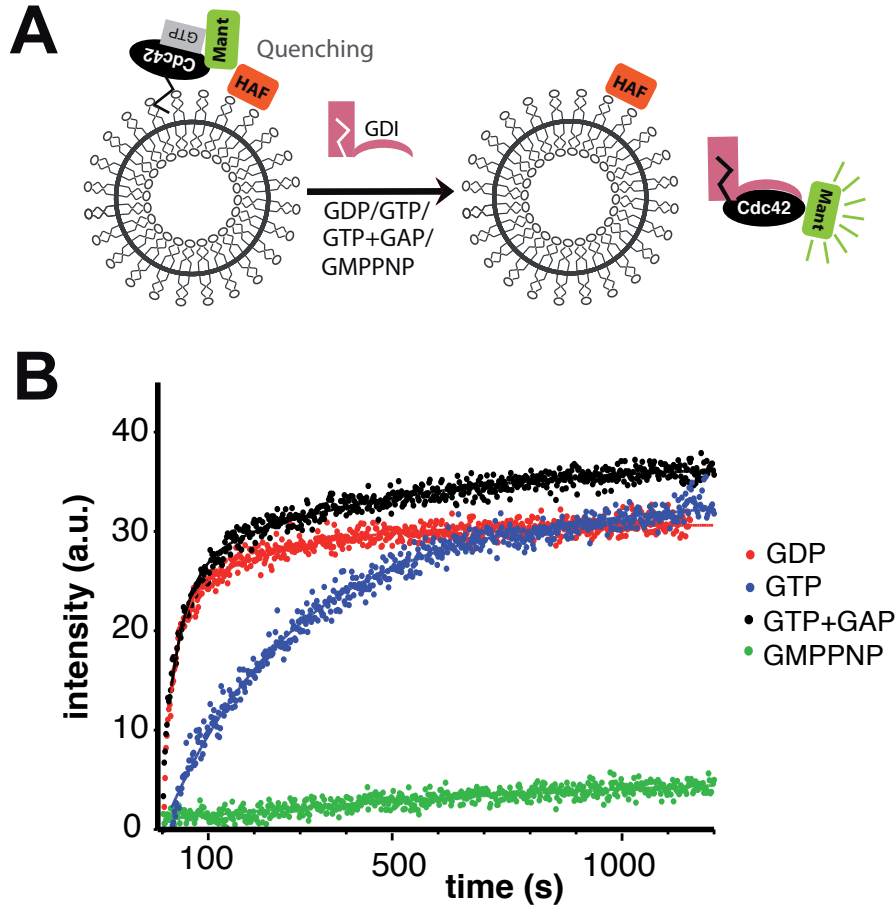 A
GTP
Cdc42
Mant
HAF
Quenching
GDI
GDP/GTP/
GTP+GAP/
GMPPNP
HAF
Cdc42
Mant
B
intensity (a.u.)
40
30
20
10
0
100
500
1000
time (s)
GDP
GTP
GTP+GAP
GMPPNP